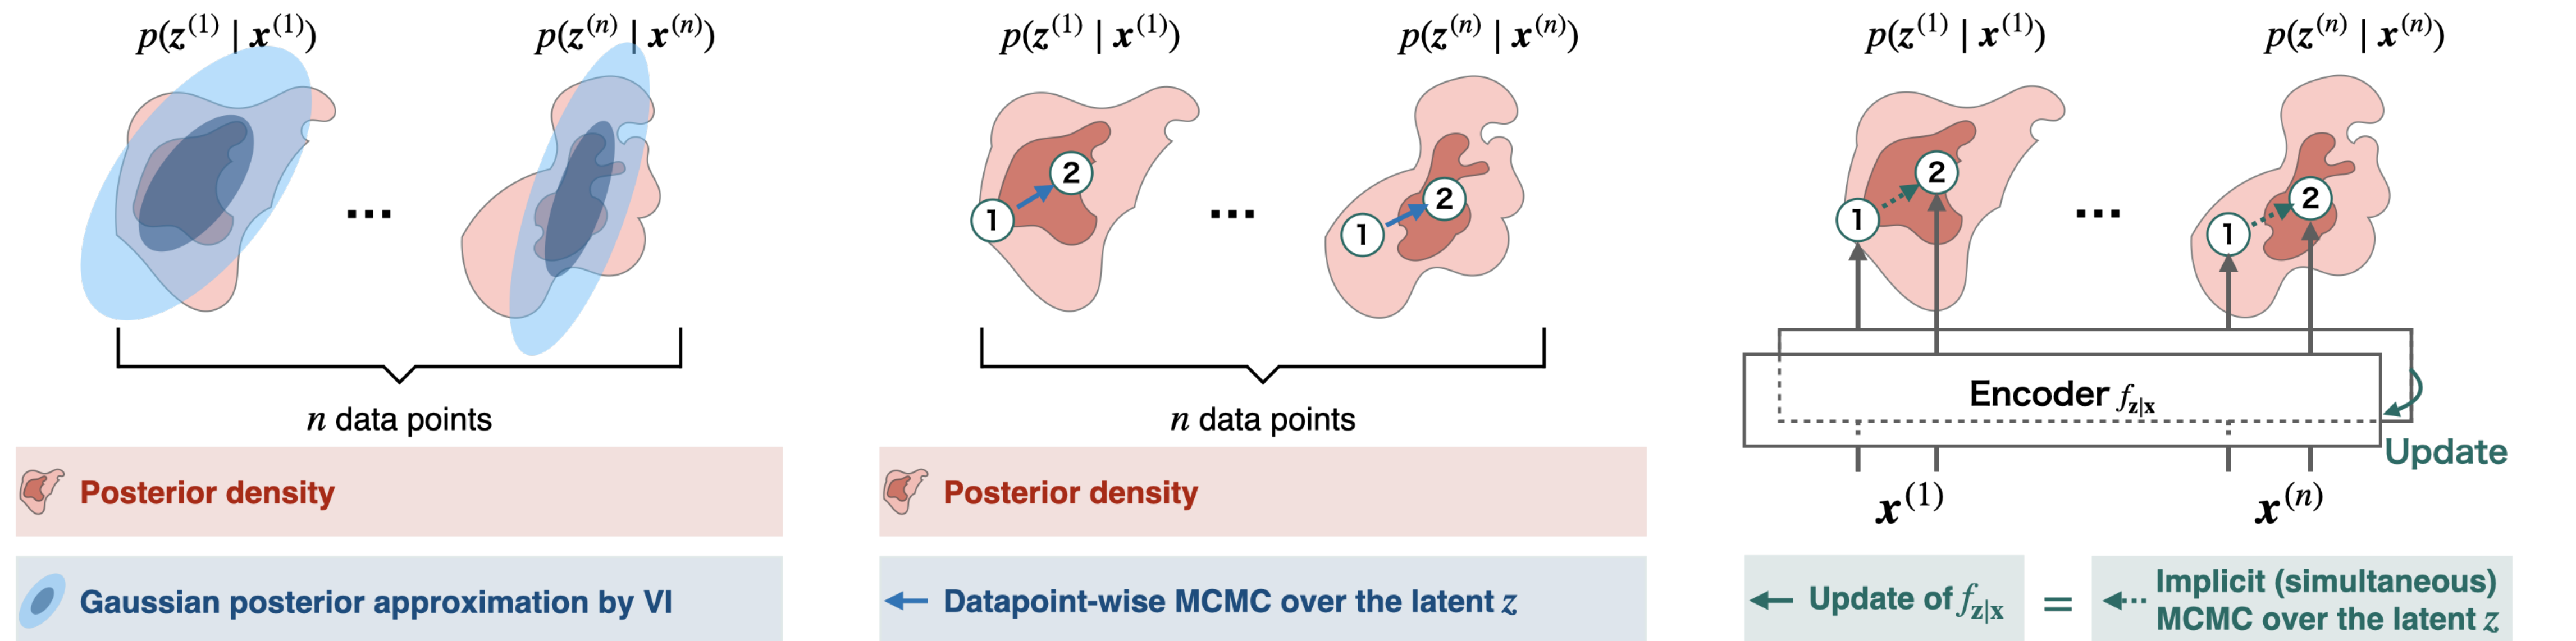 p(z^(1) | x^(1))
p(z^(n) | x^(n))
...
n data points
Posterior density
Gaussian posterior approximation by VI
p(z^(1) | x^(1))
p(z^(n) | x^(n))
1
2
...
1
2
n data points
Posterior density
Datapoint-wise MCMC over the latent z
p(z^(1) | x^(1))
p(z^(n) | x^(n))
1
2
...
1
2
Encoder f_z|x
Update
x^(1)
x^(n)
Update of f_z|x
=
Implicit (simultaneous)
MCMC over the latent z